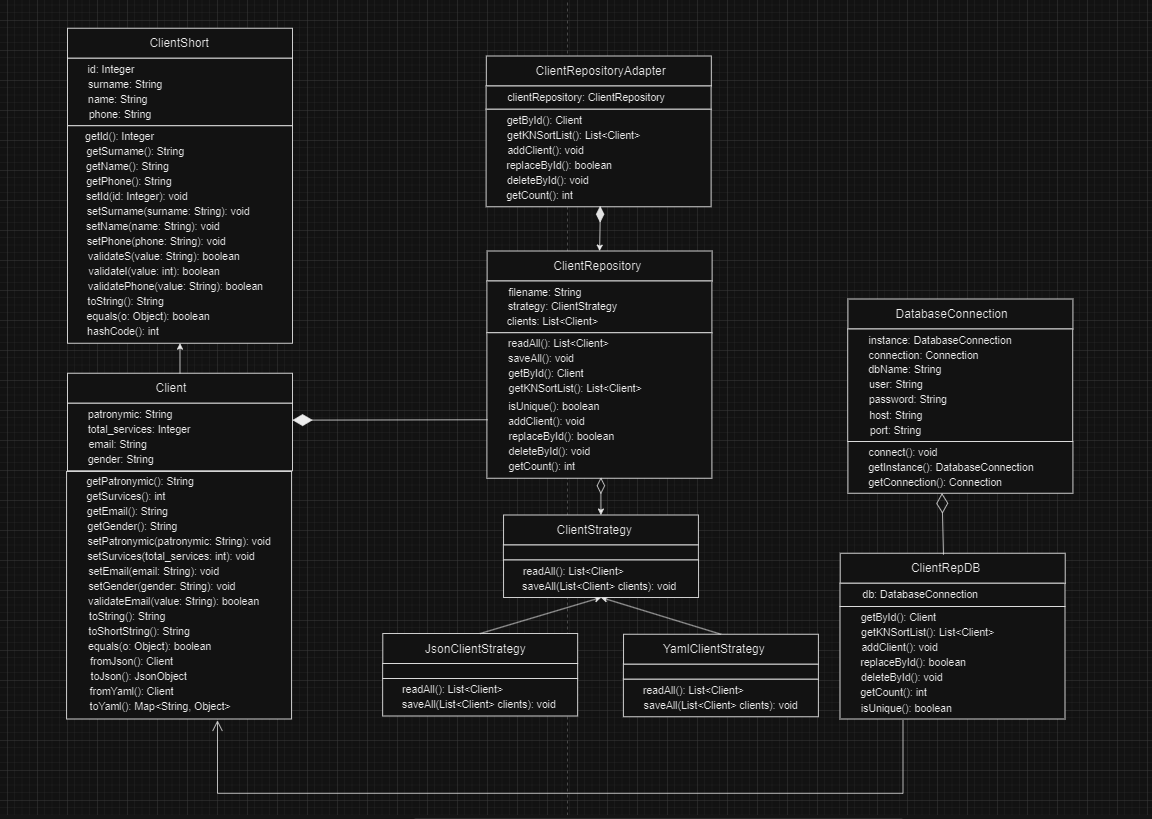 ClientShort
id: Integer
surname: String
name: String
phone: String
getId(): Integer
getSurname(): String
getName(): String
getPhone(): String
setId(id: Integer): void
setSurname(surname: String): void
setName(name: String): void
setPhone(phone: String): void
validateS(value: String): boolean
validateI(value: int): boolean
validatePhone(value: String): boolean
toString(): String
equals(o: Object): boolean
hashCode(): int
Client
patronymic: String
total_services: Integer
email: String
gender: String
getPatronymic(): String
getSurvices(): int
getEmail(): String
getGender(): String
setPatronymic(patronymic: String): void
setSurvices(total_services: int): void
setEmail(email: String): void
setGender(gender: String): void
validateEmail(value: String): boolean
toString(): String
toShortString(): String
equals(o: Object): boolean
fromJson(): Client
toJson(): JsonObject
fromYaml(): Client
toYaml(): Map<String, Object>
ClientRepositoryAdapter
clientRepository: ClientRepository
getById(): Client
getKNSortList(): List<Client>
addClient(): void
replaceById(): boolean
deleteById(): void
getCount(): int
ClientRepository
filename: String
strategy: ClientStrategy
clients: List<Client>
readAll(): List<Client>
saveAll(): void
getById(): Client
getKNSortList(): List<Client>
isUnique(): boolean
addClient(): void
replaceById(): boolean
deleteById(): void
getCount(): int
ClientStrategy
readAll(): List<Client>
saveAll(List<Client> clients): void
JsonClientStrategy
readAll(): List<Client>
saveAll(List<Client> clients): void
YamlClientStrategy
readAll(): List<Client>
saveAll(List<Client> clients): void
DatabaseConnection
instance: DatabaseConnection
connection: Connection
dbName: String
user: String
password: String
host: String
port: String
connect(): void
getInstance(): DatabaseConnection
getConnection(): Connection
ClientRepDB
db: DatabaseConnection
getById(): Client
getKNSortList(): List<Client>
addClient(): void
replaceById(): boolean
deleteById(): void
getCount(): int
isUnique(): boolean